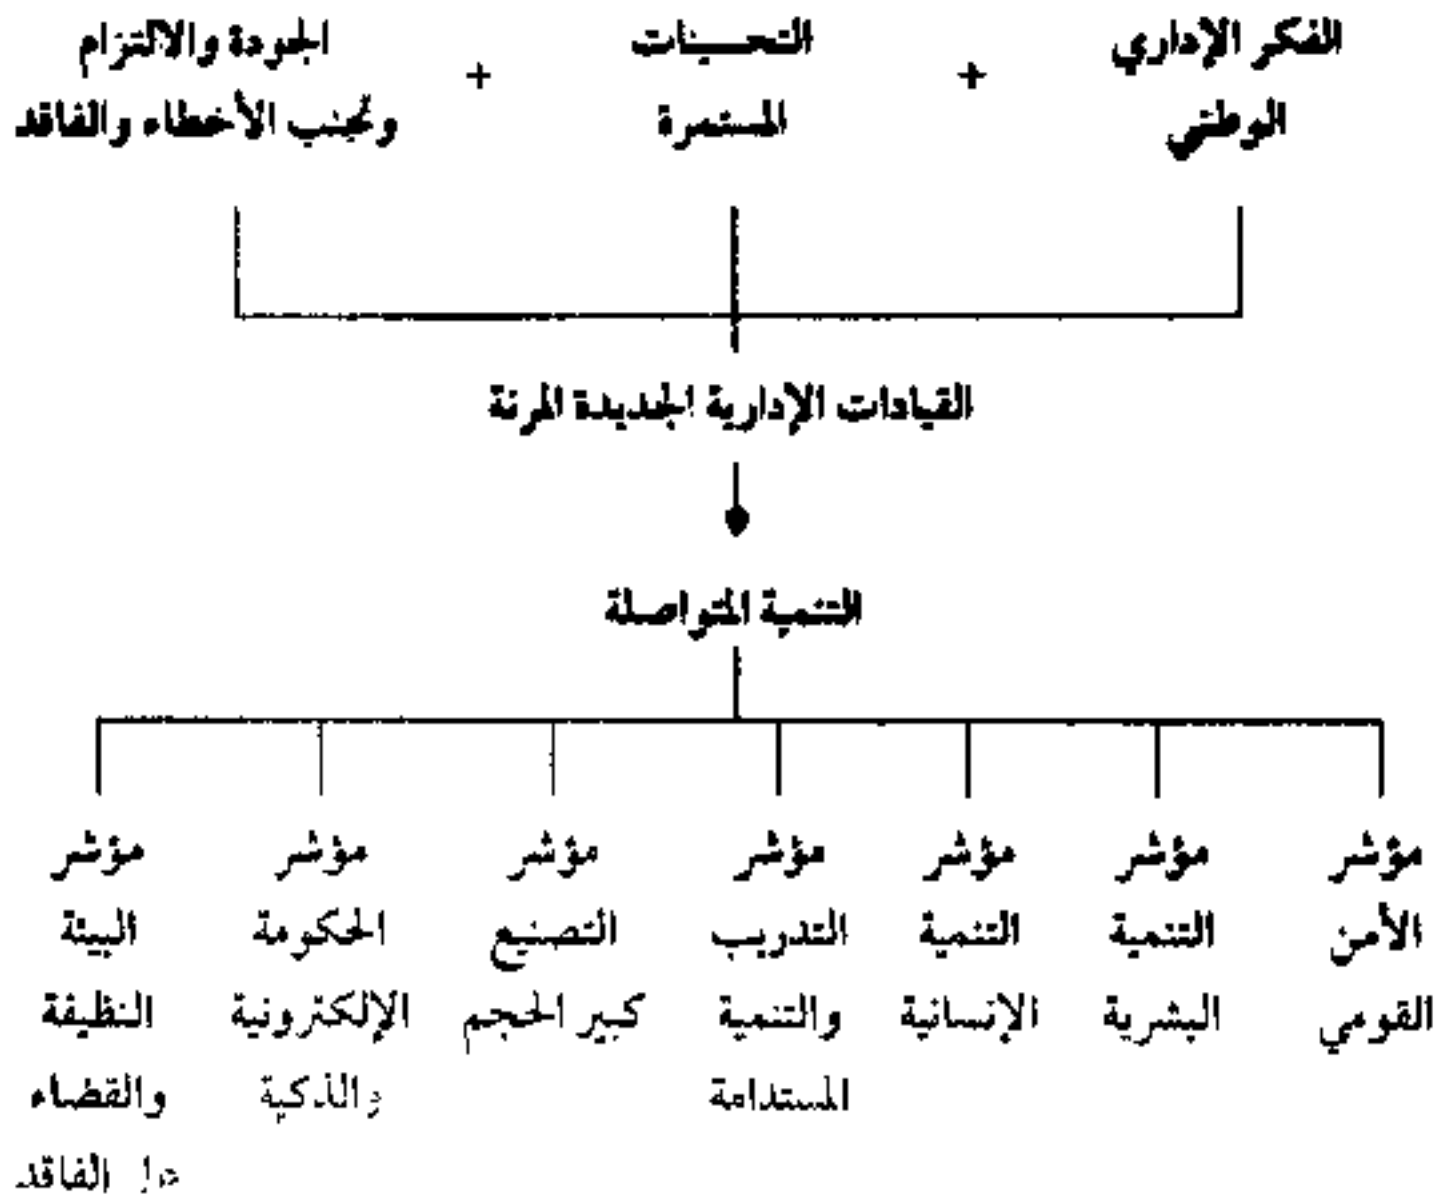 الفكر الإداري
الوطني
+
التحسينات
المستمرة
+
الجودة والالتزام
وتجنب الأخطاء والفاقد
القيادات الإدارية الجديدة المرنة
التنمية المتواصلة
مؤشر
الأمن
القومي
مؤشر
التنمية
البشرية
مؤشر
التنمية
الإنسانية
مؤشر
التدريب
والتنمية
المستدامة
مؤشر
التصنيع
كبير الحجم
مؤشر
الحكومة
الإلكترونية
والذكية
مؤشر
البيئة
النظيفة
والقضاء
الفاقد